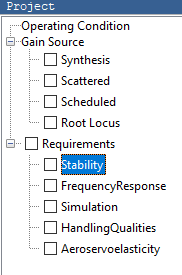 Project
Operating Condition
Gain Source
Synthesis
Scattered
Scheduled
Root Locus
Requirements
Stability
FrequencyResponse
Simulation
HandlingQualities
Aeroservoelasticity